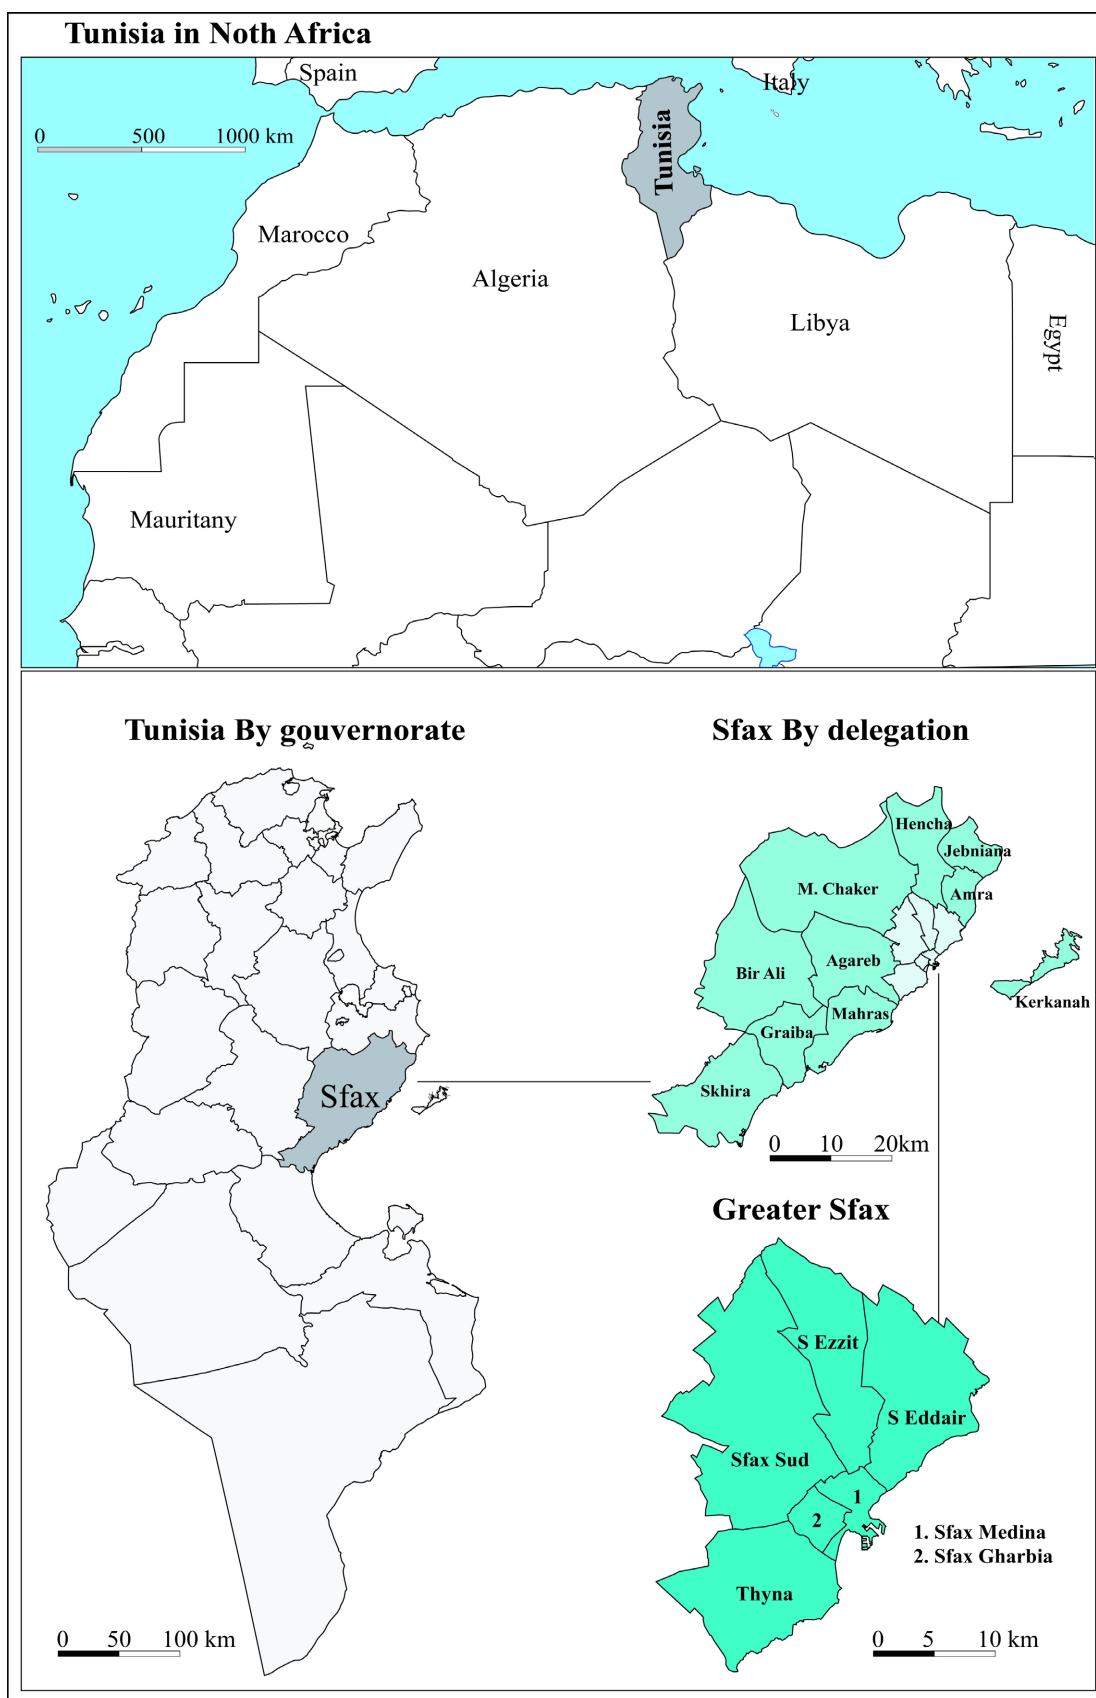 Tunisia in Noth Africa
Spain
Italy
0 500 1000 km
Tunisia
Marocco
Algeria
Libya
Egypt
Mauritany
Tunisia By gouvernorate
Sfax By delegation
Hencha
Jebniana
M. Chaker
Amra
Agareb
Bir Ali
Kerkanah
Mahras
Graiba
Skhira
Sfax
0 10 20km
Greater Sfax
S Ezzit
S Eddair
Sfax Sud
1
2
1. Sfax Medina
2. Sfax Gharbia
Thyna
0 50 100 km
0 5 10 km